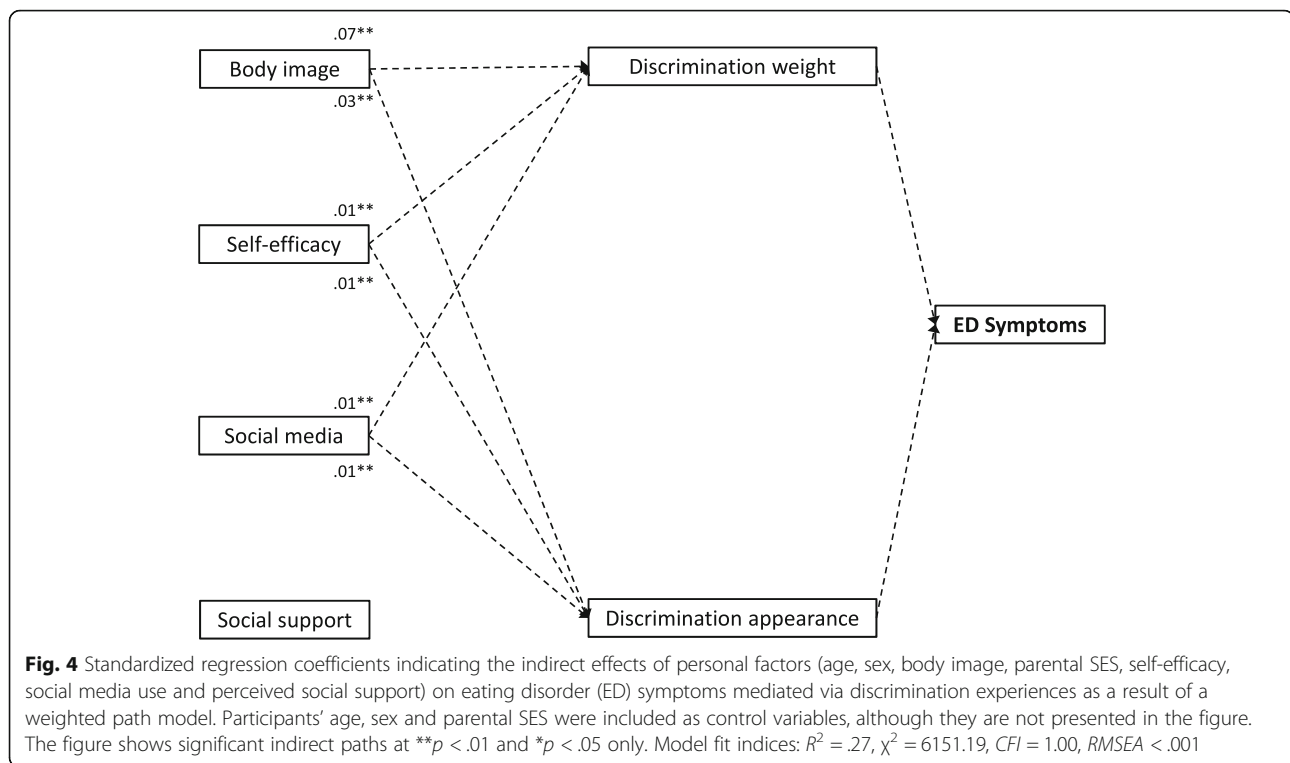 .07**
Body image
.03**
Discrimination weight
.01**
Self-efficacy
.01**
ED Symptoms
.01**
Social media
.01**
Social support
Discrimination appearance
Fig. 4 Standardized regression coefficients indicating the indirect effects of personal factors (age, sex, body image, parental SES, self-efficacy,
social media use and perceived social support) on eating disorder (ED) symptoms mediated via discrimination experiences as a result of a
weighted path model. Participants’ age, sex and parental SES were included as control variables, although they are not presented in the figure.
The figure shows significant indirect paths at **p < .01 and *p < .05 only. Model fit indices: R² = .27, χ² = 6151.19, CFI = 1.00, RMSEA < .001